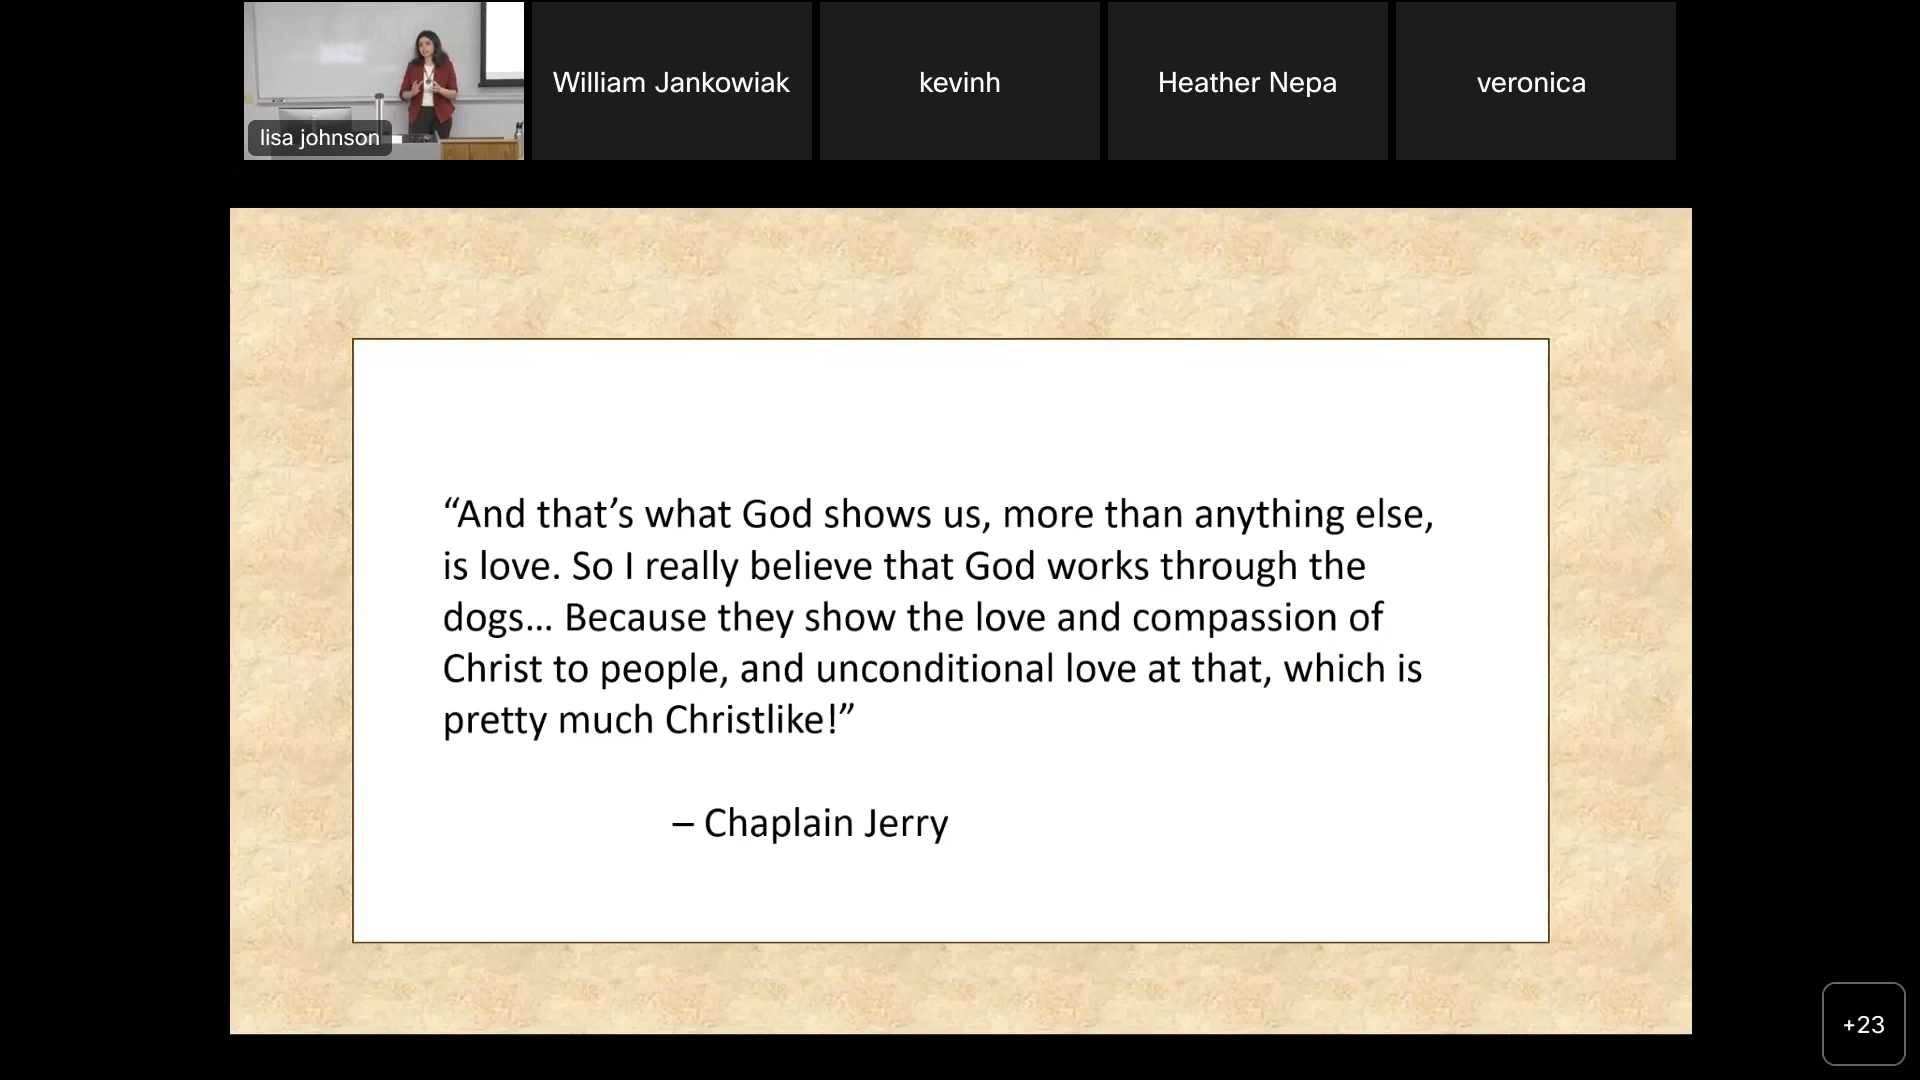 lisa johnson
William Jankowiak
kevinh
Heather Nepa
veronica
“And that’s what God shows us, more than anything else,
is love. So I really believe that God works through the
dogs… Because they show the love and compassion of
Christ to people, and unconditional love at that, which is
pretty much Christlike!”
– Chaplain Jerry
+23